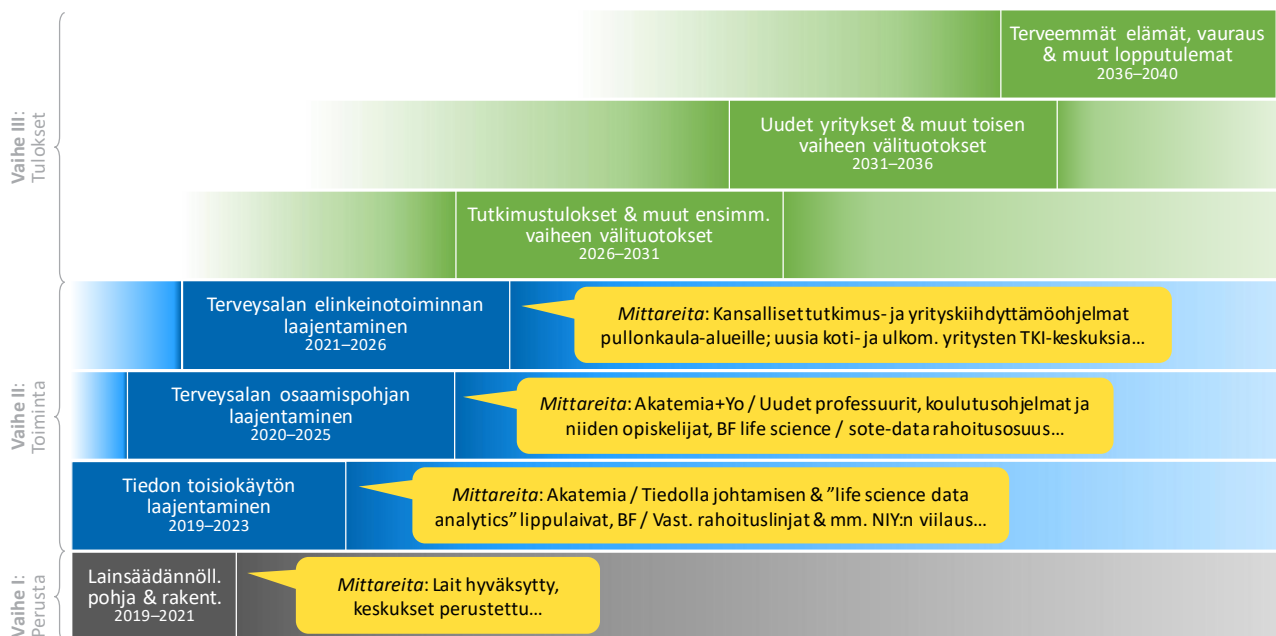 Vaihe III:
Tulokset
Terveemmät elämät, vauraus
& muut lopputulemat
2036–2040
Uudet yritykset & muut toisen
vaiheen välituotokset
2031–2036
Tutkimustulokset & muut ensimm.
vaiheen välituotokset
2026–2031
Vaihe II:
Toiminta
Terveysalan elinkeinotoiminnan
laajentaminen
2021–2026
Mittareita: Kansalliset tutkimus- ja yrityskiihdyttämöohjelmat
pullonkaula-alueille; uusia koti- ja ulkom. yritysten TKI-keskuksia…
Terveysalan osaamispohjan
laajentaminen
2020–2025
Mittareita: Akatemia+Yo / Uudet professuurit, koulutusohjelmat ja
niiden opiskelijat, BF life science / sote-data rahoitusosuus…
Tiedon toisiokäytön
laajentaminen
2019–2023
Mittareita: Akatemia / Tiedolla johtamisen & ”life science data
analytics” lippulaivat, BF / Vast. rahoituslinjat & mm. NIY:n viilaus…
Vaihe I:
Perusta
Lainsäädännöll.
pohja & rakent.
2019–2021
Mittareita: Lait hyväksytty,
keskukset perustettu…